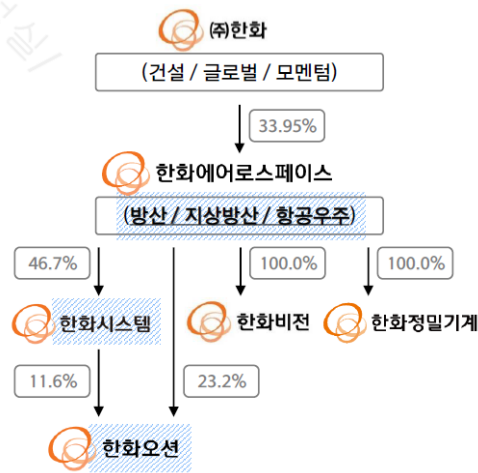 ㈜한화
(건설 / 글로벌 / 모멘텀)
33.95%
한화에어로스페이스
(방산 / 지상방산 / 항공우주)
46.7%
100.0%
100.0%
한화시스템
한화비전
한화정밀기계
11.6%
23.2%
한화오션